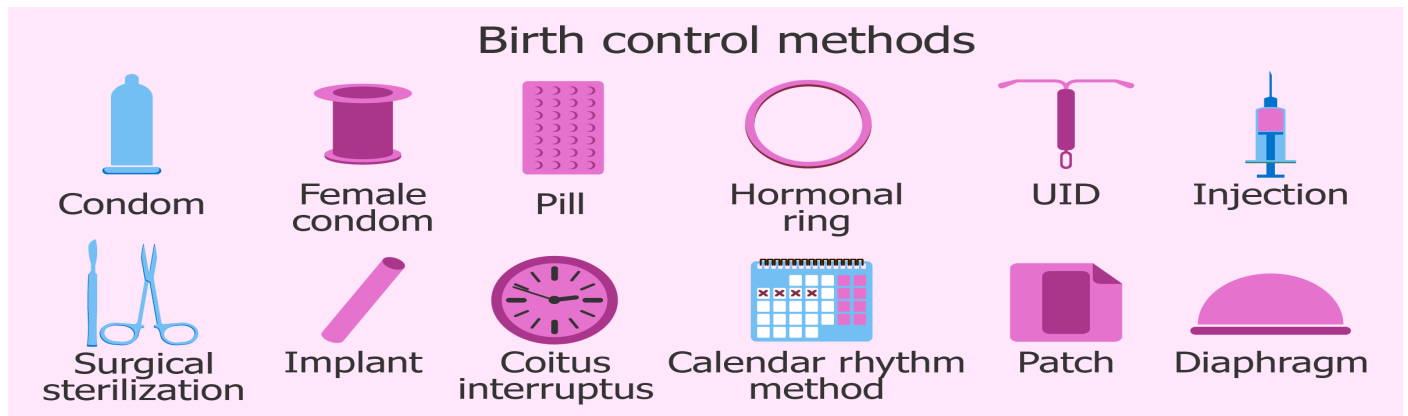 Birth control methods
Condom
Female
condom
Pill
Hormonal
ring
UID
Injection
Surgical
sterilization
Implant
Coitus
interruptus
Calendar rhythm
method
Patch
Diaphragm